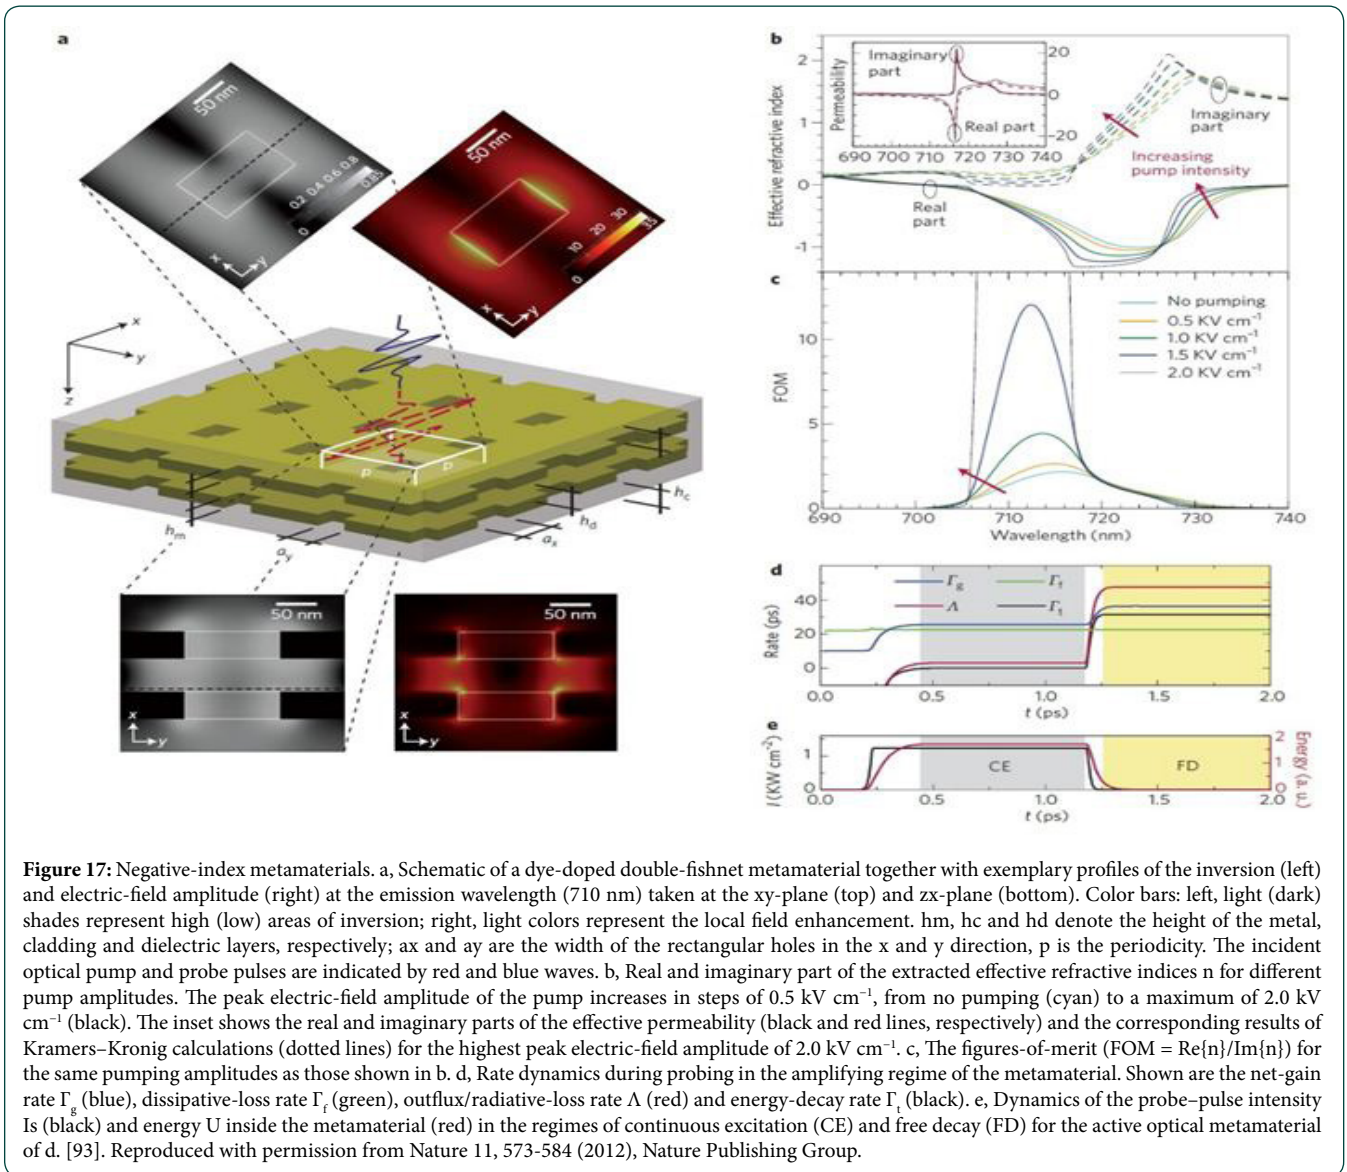 a
50 nm
0 0.2 0.4 0.6 0.8
0.85
x y
50 nm
0 10 20 30
35
x y
x
y
z
p p
hm
ay
ax
hd
hc
50 nm
x
y
50 nm
x
y
b
Effective refractive index
2
1
0
-1
Imaginary
part
Permeability
Real part
20
0
-20
690 700 710 720 730 740
Imaginary
part
Increasing
pump intensity
Real
part
c
FOM
10
5
0
No pumping
0.5 KV cm⁻¹
1.0 KV cm⁻¹
1.5 KV cm⁻¹
2.0 KV cm⁻¹
690 700 710 720 730 740
Wavelength (nm)
d
Rate (ps)
40
20
0
Γg Γf
Λ Γt
0.0 0.5 1.0 1.5 2.0
t (ps)
e
I (KW cm⁻²)
1
0
CE FD
2
1
0
Energy (a. u.)
0.0 0.5 1.0 1.5 2.0
t (ps)
Figure 17: Negative-index metamaterials. a, Schematic of a dye-doped double-fishnet metamaterial together with exemplary profiles of the inversion (left)
and electric-field amplitude (right) at the emission wavelength (710 nm) taken at the xy-plane (top) and zx-plane (bottom). Color bars: left, light (dark)
shades represent high (low) areas of inversion; right, light colors represent the local field enhancement. hm, hc and hd denote the height of the metal,
cladding and dielectric layers, respectively; ax and ay are the width of the rectangular holes in the x and y direction, p is the periodicity. The incident
optical pump and probe pulses are indicated by red and blue waves. b, Real and imaginary part of the extracted effective refractive indices n for different
pump amplitudes. The peak electric-field amplitude of the pump increases in steps of 0.5 kV cm⁻¹, from no pumping (cyan) to a maximum of 2.0 kV
cm⁻¹ (black). The inset shows the real and imaginary parts of the effective permeability (black and red lines, respectively) and the corresponding results of
Kramers–Kronig calculations (dotted lines) for the highest peak electric-field amplitude of 2.0 kV cm⁻¹. c, The figures-of-merit (FOM = Re{n}/Im{n}) for
the same pumping amplitudes as those shown in b. d, Rate dynamics during probing in the amplifying regime of the metamaterial. Shown are the net-gain
rate Γg (blue), dissipative-loss rate Γf (green), outflux/radiative-loss rate Λ (red) and energy-decay rate Γt (black). e, Dynamics of the probe–pulse intensity
Is (black) and energy U inside the metamaterial (red) in the regimes of continuous excitation (CE) and free decay (FD) for the active optical metamaterial
of d. [93]. Reproduced with permission from Nature 11, 573-584 (2012), Nature Publishing Group.